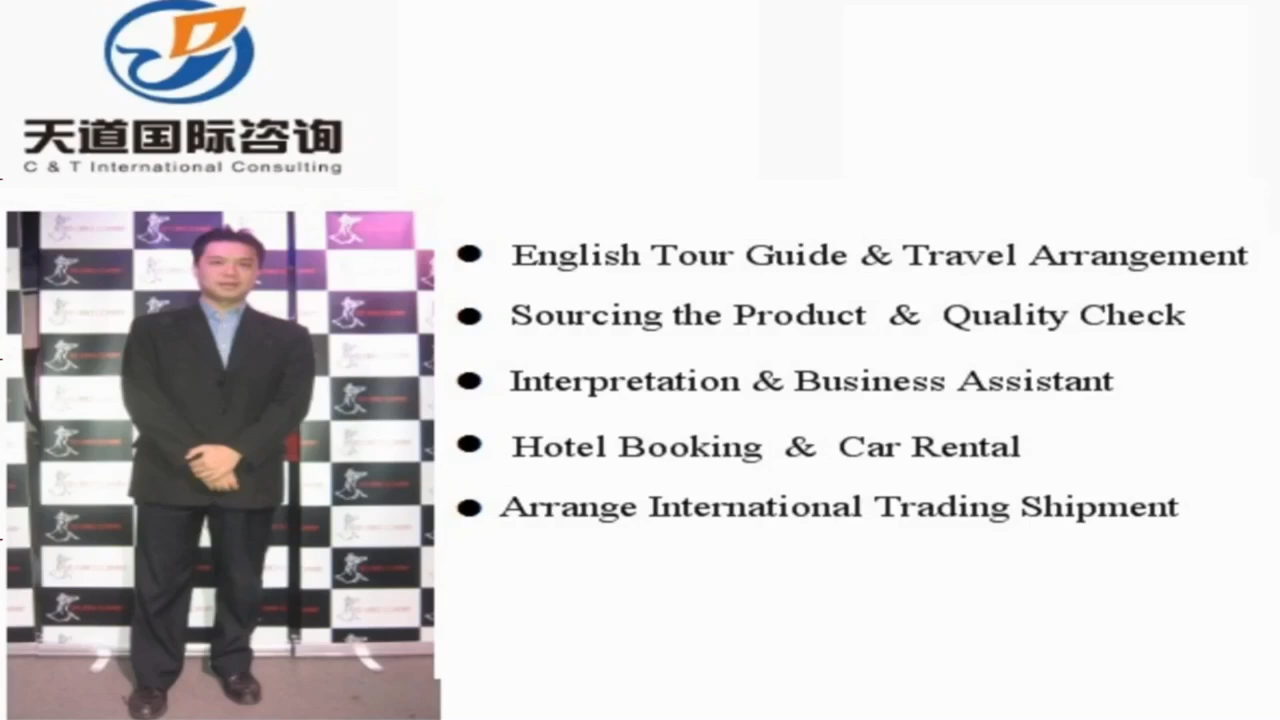 天道国际咨询
C & T International Consulting
English Tour Guide & Travel Arrangement
Sourcing the Product & Quality Check
Interpretation & Business Assistant
Hotel Booking & Car Rental
Arrange International Trading Shipment